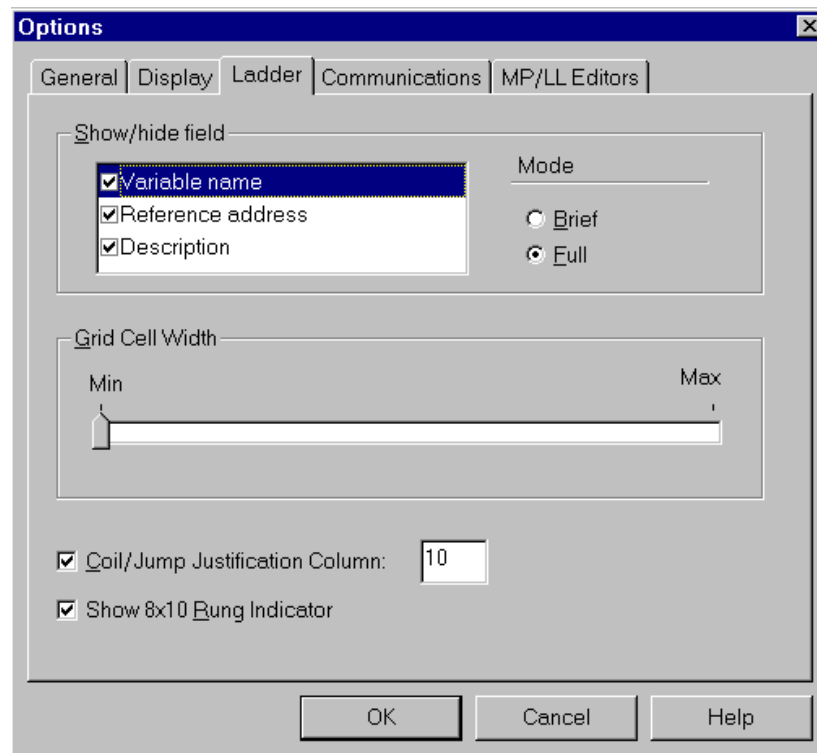 Options
General Display Ladder Communications MP/LL Editors
Show/hide field
Variable name
Reference address
Description
Mode
Brief
Full
Grid Cell Width
Min Max
Coil/Jump Justification Column: 10
Show 8x10 Rung Indicator
OK Cancel Help